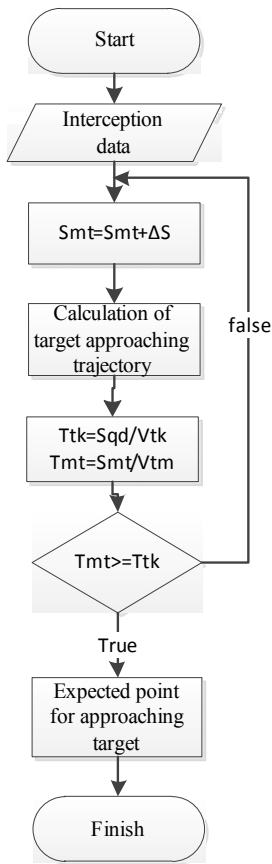 Start
Interception
data
Smt=Smt+ΔS
Calculation of
target approaching
trajectory
false
Ttk=Sqd/Vtk
Tmt=Smt/Vtm
Tmt>=Ttk
True
Expected point
for approaching
target
Finish